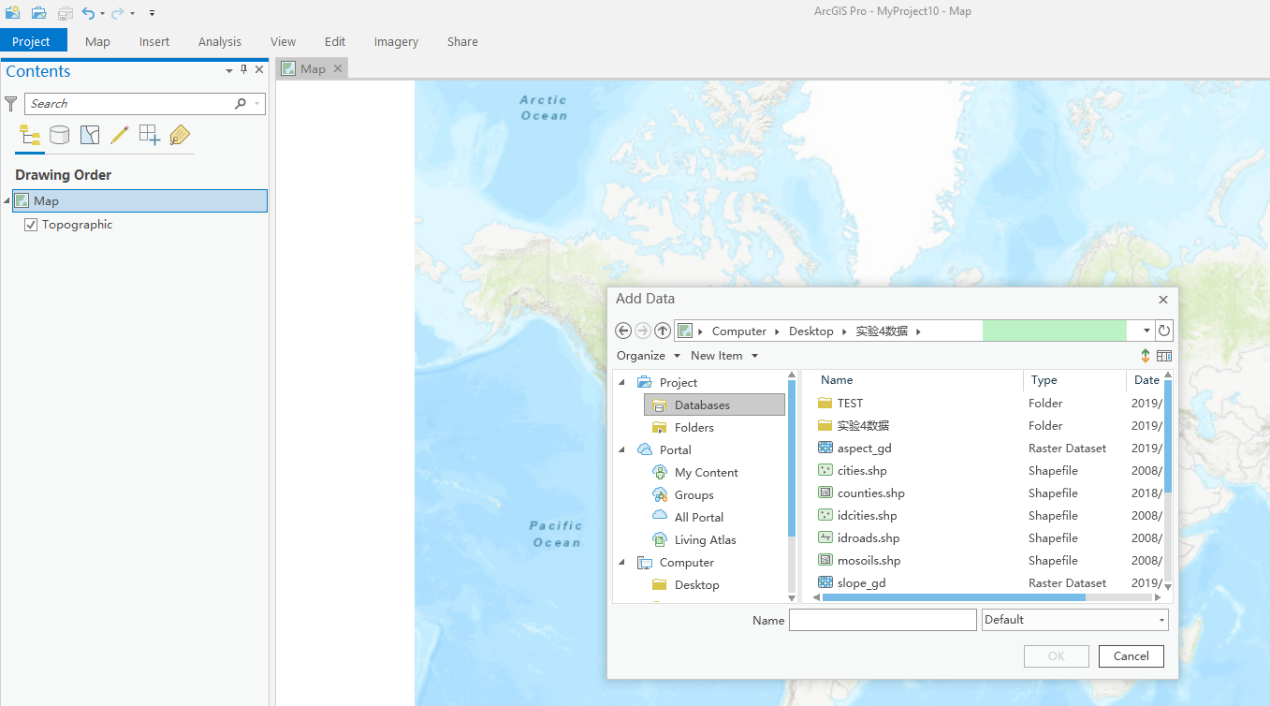 ArcGIS Pro - MyProject10 - Map
Project Map Insert Analysis View Edit Imagery Share
Contents
Map
Search
Drawing Order
Map
Topographic
Arctic
Ocean
Pacific
Ocean
Add Data
Computer Desktop 实验4数据
Organize New Item
Project
Databases
Folders
Portal
My Content
Groups
All Portal
Living Atlas
Computer
Desktop
Name Type Date
TEST Folder 2019/
实验4数据 Folder 2019/
aspect_gd Raster Dataset 2019/
cities.shp Shapefile 2008/
counties.shp Shapefile 2018/
idcities.shp Shapefile 2008/
idroads.shp Shapefile 2008/
mosoils.shp Shapefile 2008/
slope_gd Raster Dataset 2019/
Name Default
OK Cancel